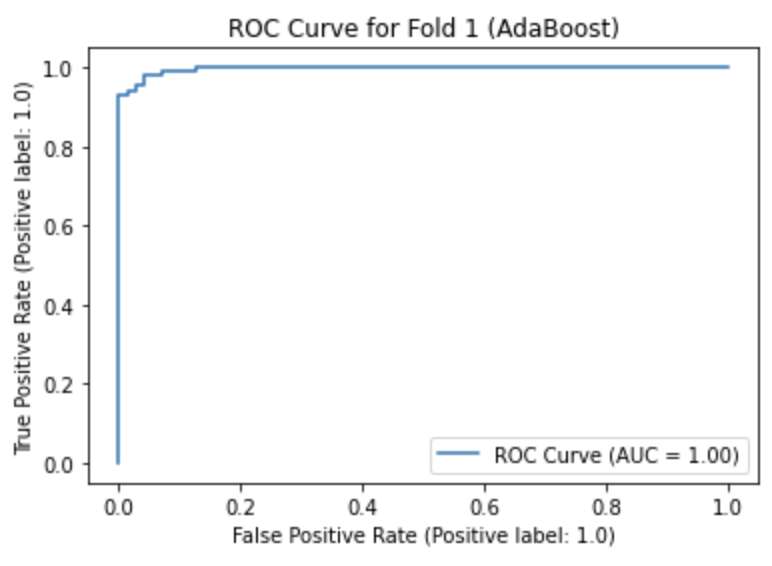 ROC Curve for Fold 1 (AdaBoost)
True Positive Rate (Positive label: 1.0)
1.0
0.8
0.6
0.4
0.2
0.0
ROC Curve (AUC = 1.00)
0.0 0.2 0.4 0.6 0.8 1.0
False Positive Rate (Positive label: 1.0)